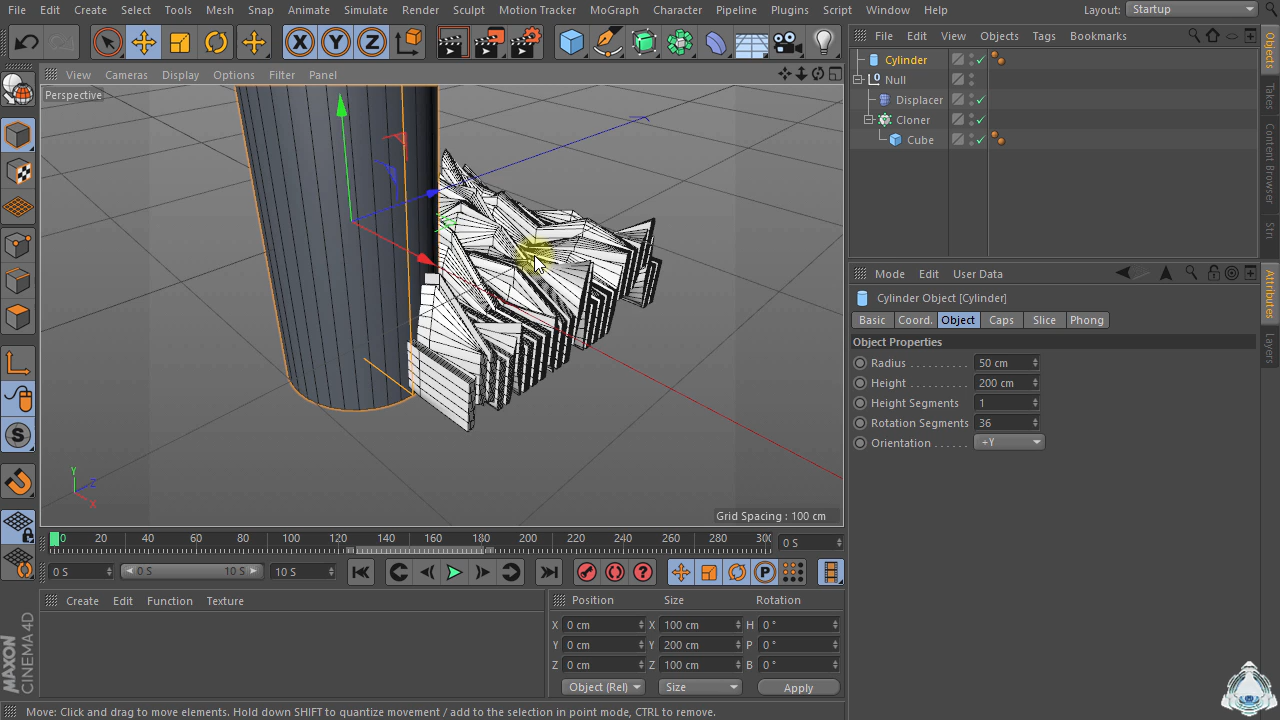 File Edit Create Select Tools Mesh Snap Animate Simulate Render Sculpt Motion Tracker MoGraph Character Pipeline Plugins Script Window Help Layout: Startup
X Y Z
View Cameras Display Options Filter Panel
Perspective
Y
Z
X
Grid Spacing : 100 cm
File Edit View Objects Tags Bookmarks
Cylinder
Null
Displacer
Cloner
Cube
Objects
Takes
Content Browser
Attributes
Layers
Mode Edit User Data
Cylinder Object [Cylinder]
Basic Coord. Object Caps Slice Phong
Object Properties
Radius . . . . . . . . . . 50 cm
Height . . . . . . . . . . 200 cm
Height Segments 1
Rotation Segments 36
Orientation . . . . . . +Y
0 20 40 60 80 100 120 140 160 180 200 220 240 260 280 0 S
0 S 0 S 10 S 10 S
Create Edit Function Texture
Position Size Rotation
X 0 cm X 100 cm H 0 °
Y 0 cm Y 200 cm P 0 °
Z 0 cm Z 100 cm B 0 °
Object (Rel) Size Apply
MAXON
CINEMA 4D
Move: Click and drag to move elements. Hold down SHIFT to quantize movement / add to the selection in point mode, CTRL to remove.